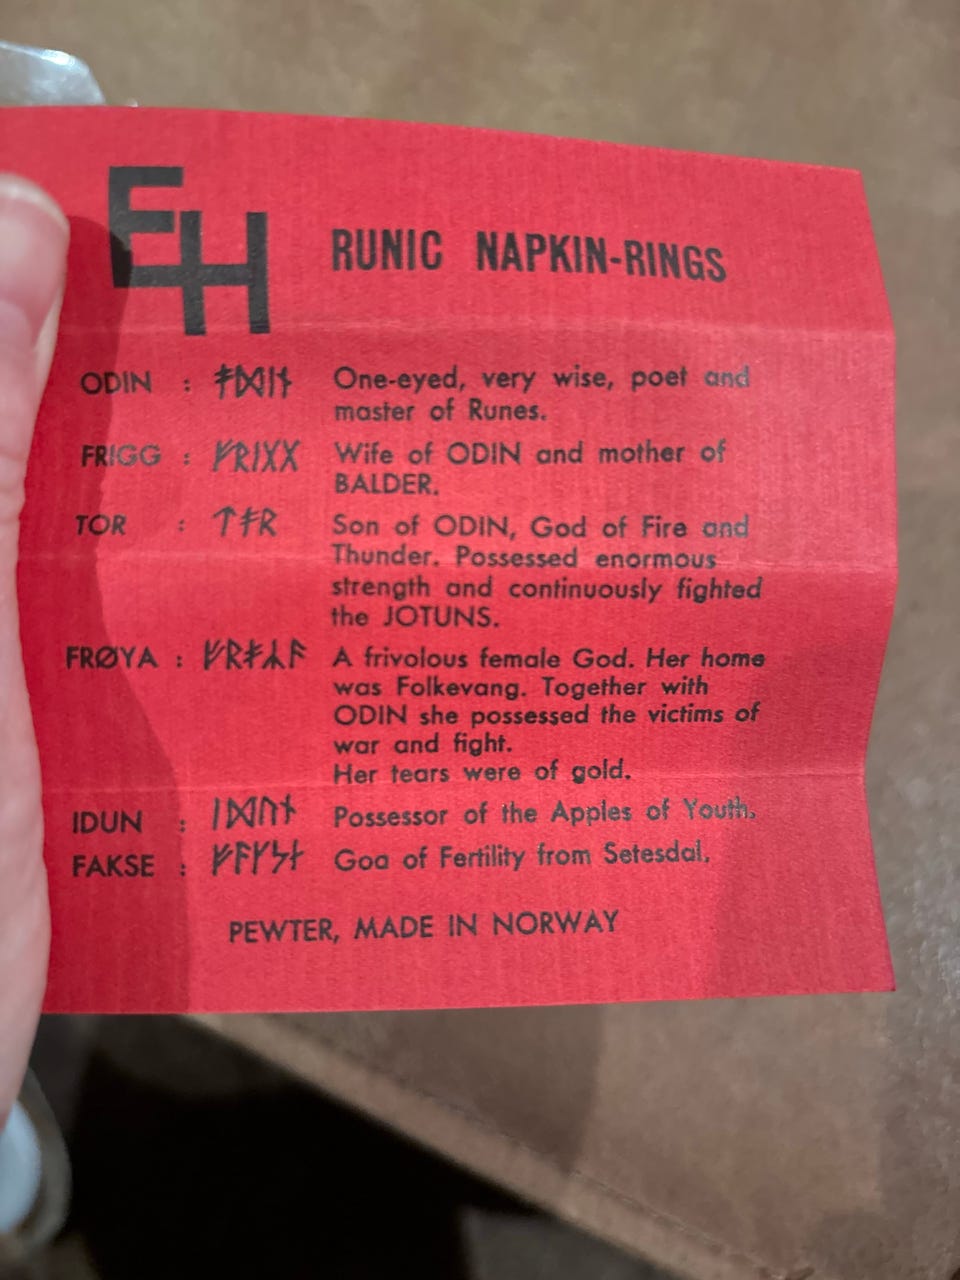 EH
RUNIC NAPKIN-RINGS
ODIN : ᚮᛞᛁᚾ One-eyed, very wise, poet and
master of Runes.
FRIGG : ᚠᚱᛁᚷᚷ Wife of ODIN and mother of
BALDER.
TOR : ᛏᚮᚱ Son of ODIN, God of Fire and
Thunder. Possessed enormous
strength and continuously fighted
the JOTUNS.
FRØYA : ᚠᚱᚯᛣᚨ A frivolous female God. Her home
was Folkevang. Together with
ODIN she possessed the victims of
war and fight.
Her tears were of gold.
IDUN : ᛁᛞᚢᚾ Possessor of the Apples of Youth.
FAKSE : Goa of Fertility from Setesdal.
PEWTER, MADE IN NORWAY